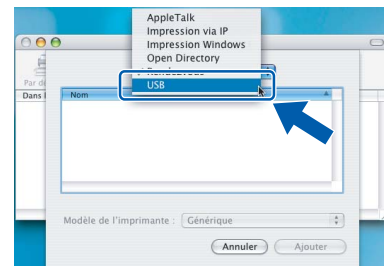 AppleTalk
Impression via IP
Impression Windows
Open Directory
USB
Par dé
Dans l
Nom
Modèle de l'imprimante : Générique
Annuler Ajouter